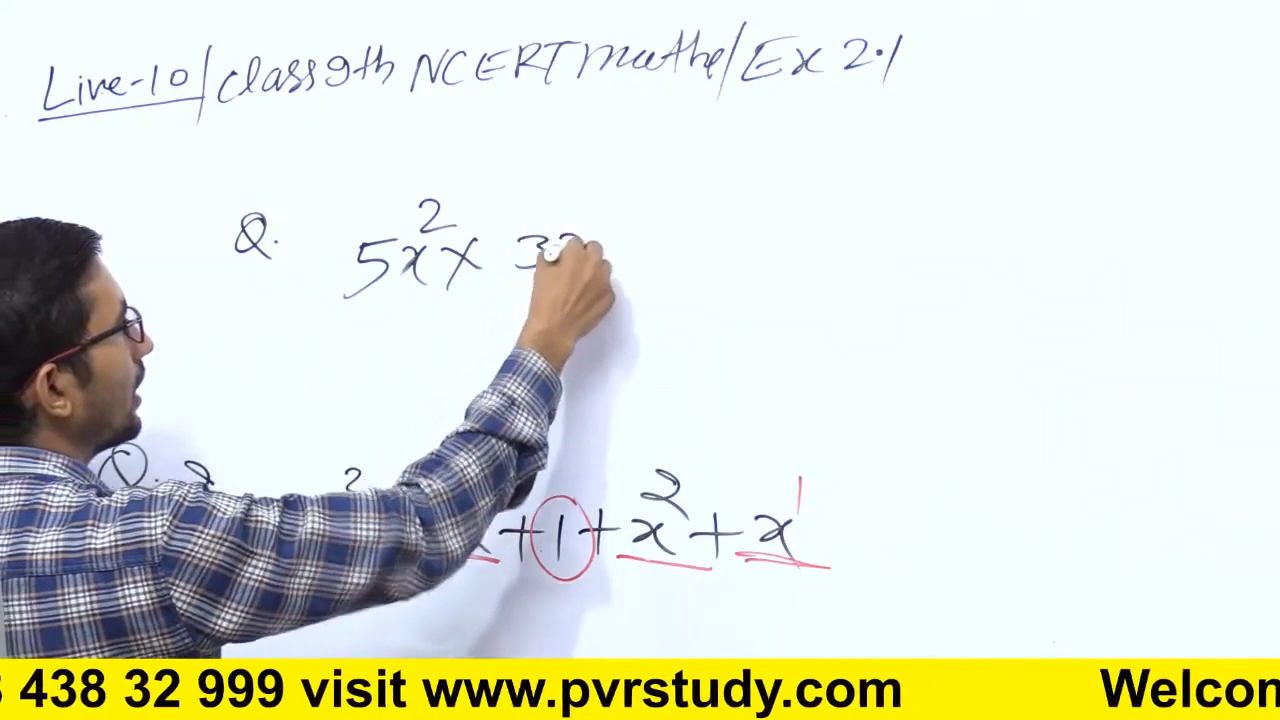 Live-10/class 9th NCERT maths/Ex 2.1
Q. 5x² × 3
+1+x²+x¹
438 32 999 visit www.pvrstudy.com Welcom